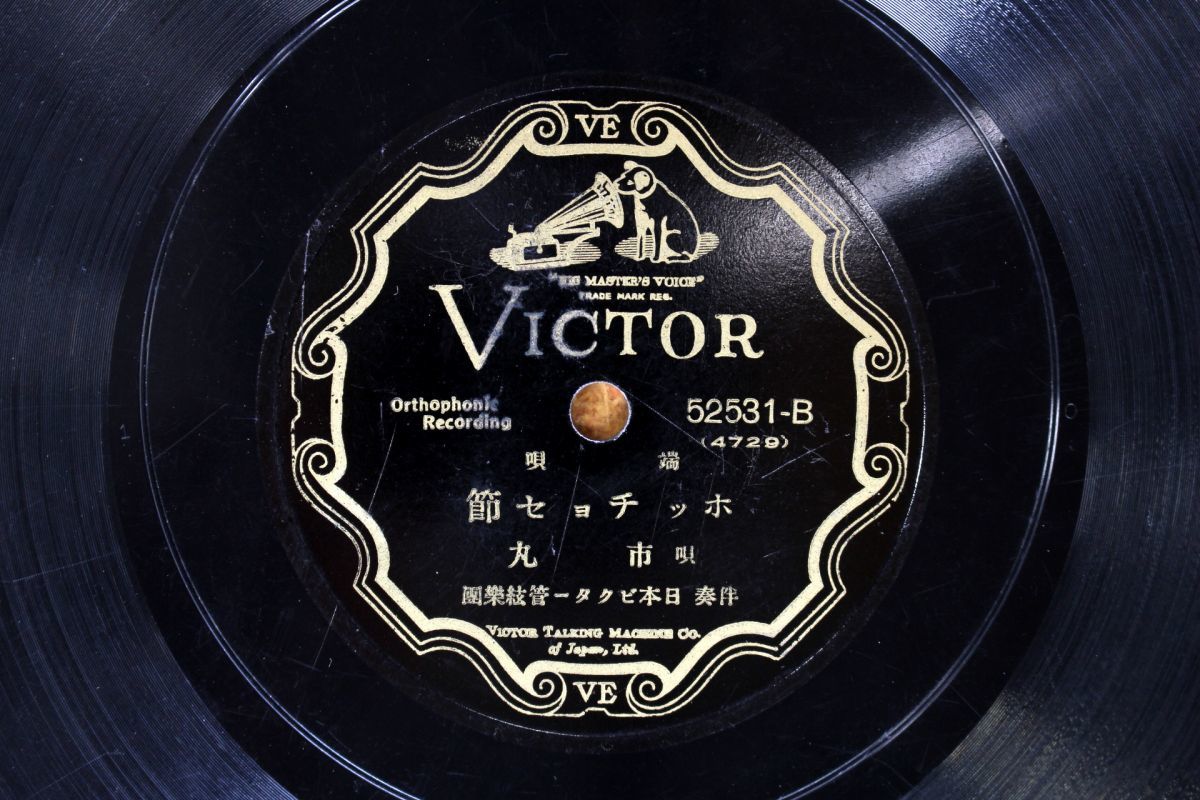 VE
"HIS MASTER'S VOICE"
TRADE MARK REG.
VICTOR
Orthophonic
Recording
52531-B
(4729)
端唄
ホッチョセ節
唄 市丸
伴奏 日本ビクター管絃樂團
VICTOR TALKING MACHINE CO.
of Japan, Ltd.
VE